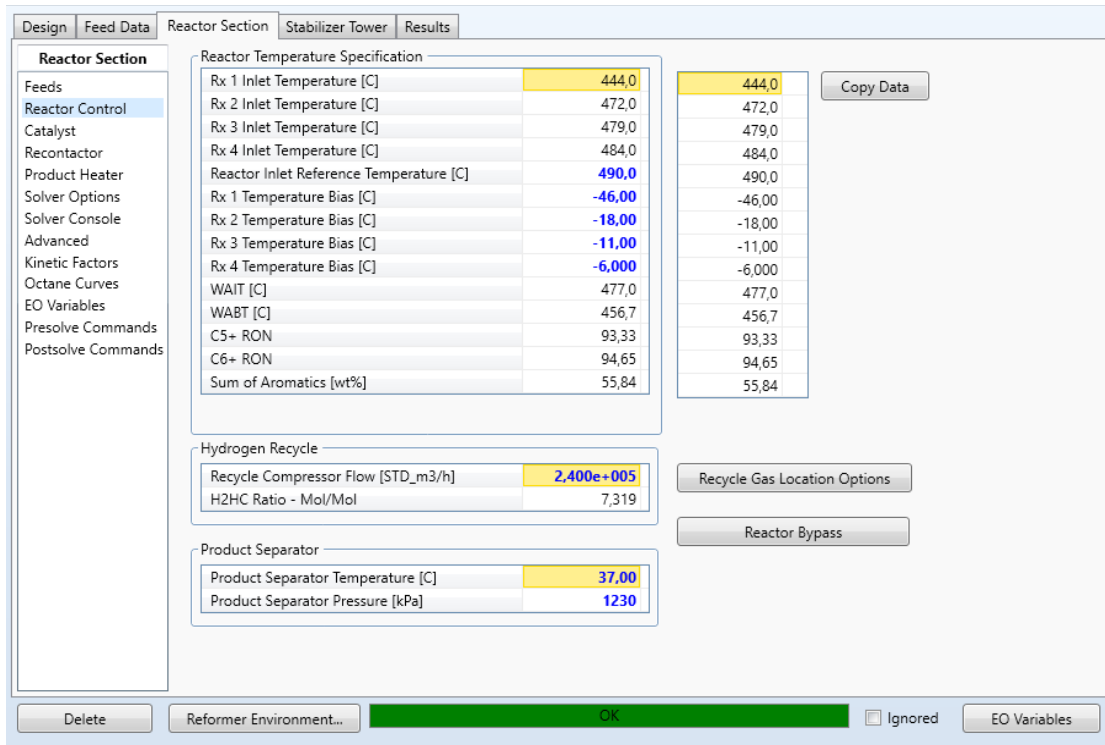 Design Feed Data Reactor Section Stabilizer Tower Results
Reactor Section
Feeds
Reactor Control
Catalyst
Recontactor
Product Heater
Solver Options
Solver Console
Advanced
Kinetic Factors
Octane Curves
EO Variables
Presolve Commands
Postsolve Commands
Reactor Temperature Specification
Rx 1 Inlet Temperature [C] 444,0 444,0
Rx 2 Inlet Temperature [C] 472,0 472,0
Rx 3 Inlet Temperature [C] 479,0 479,0
Rx 4 Inlet Temperature [C] 484,0 484,0
Reactor Inlet Reference Temperature [C] 490,0 490,0
Rx 1 Temperature Bias [C] -46,00 -46,00
Rx 2 Temperature Bias [C] -18,00 -18,00
Rx 3 Temperature Bias [C] -11,00 -11,00
Rx 4 Temperature Bias [C] -6,000 -6,000
WAIT [C] 477,0 477,0
WABT [C] 456,7 456,7
C5+ RON 93,33 93,33
C6+ RON 94,65 94,65
Sum of Aromatics [wt%] 55,84 55,84
Copy Data
Hydrogen Recycle
Recycle Compressor Flow [STD_m3/h] 2,400e+005
H2HC Ratio - Mol/Mol 7,319
Recycle Gas Location Options
Reactor Bypass
Product Separator
Product Separator Temperature [C] 37,00
Product Separator Pressure [kPa] 1230
Delete Reformer Environment... OK Ignored EO Variables